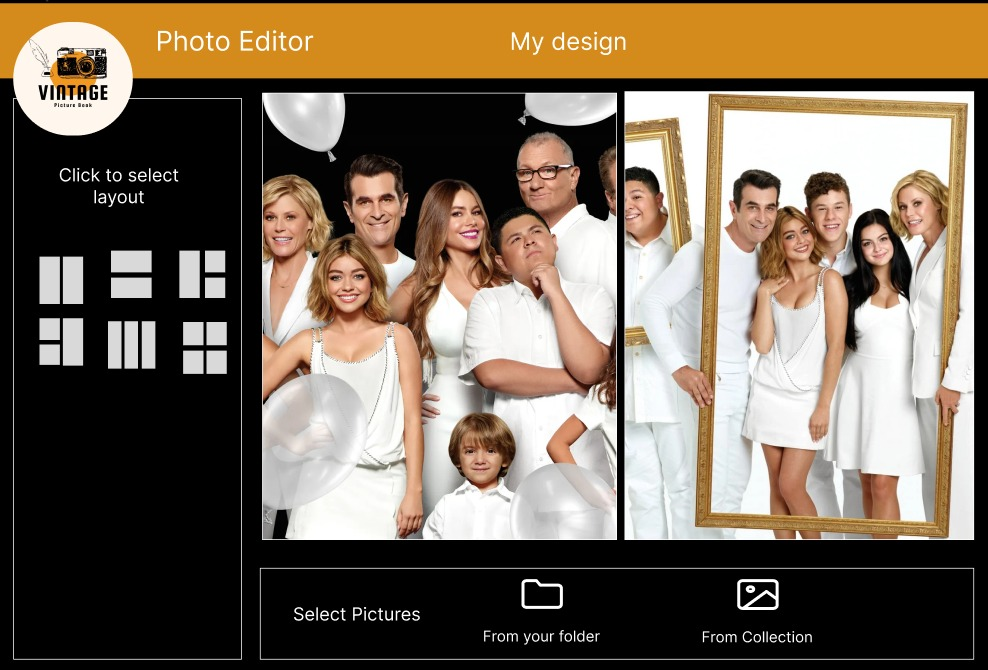 Photo Editor
My design
VINTAGE
Picture Book
Click to select
layout
Select Pictures
From your folder
From Collection